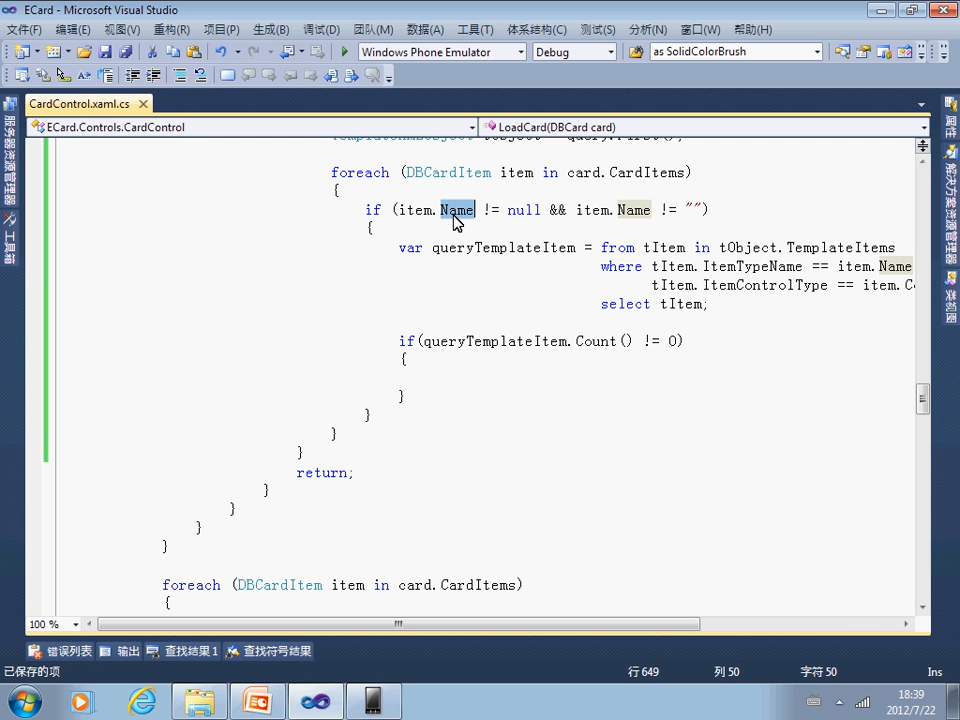 ECard - Microsoft Visual Studio
文件(F) 编辑(E) 视图(V) 重构(R) 项目(P) 生成(B) 调试(D) 团队(M) 数据(A) 工具(T) 体系结构(C) 测试(S) 分析(N) 窗口(W) 帮助(H)
Windows Phone Emulator Debug as SolidColorBrush
CardControl.xaml.cs
ECard.Controls.CardControl LoadCard(DBCard card)
foreach (DBCardItem item in card.CardItems)
{
if (item.Name != null && item.Name != "")
{
var queryTemplateItem = from tItem in tObject.TemplateItems
where tItem.ItemTypeName == item.Name
tItem.ItemControlType == item.C
select tItem;
if(queryTemplateItem.Count() != 0)
{
}
}
}
}
return;
}
}
}
}
foreach (DBCardItem item in card.CardItems)
{
服务器资源管理器
工具箱
属性
解决方案资源管理器
类视图
100 %
错误列表 输出 查找结果 1 查找符号结果
已保存的项 行 649 列 50 字符 50 Ins
18:39
2012/7/22